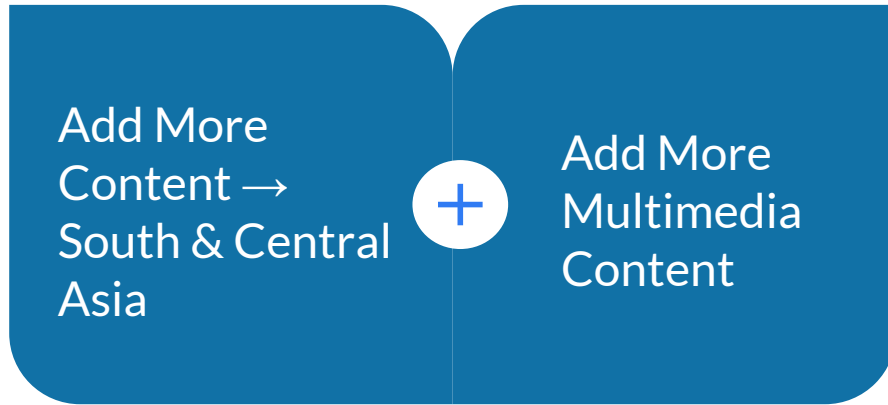 Add More
Content →
South & Central
Asia
+
Add More
Multimedia
Content